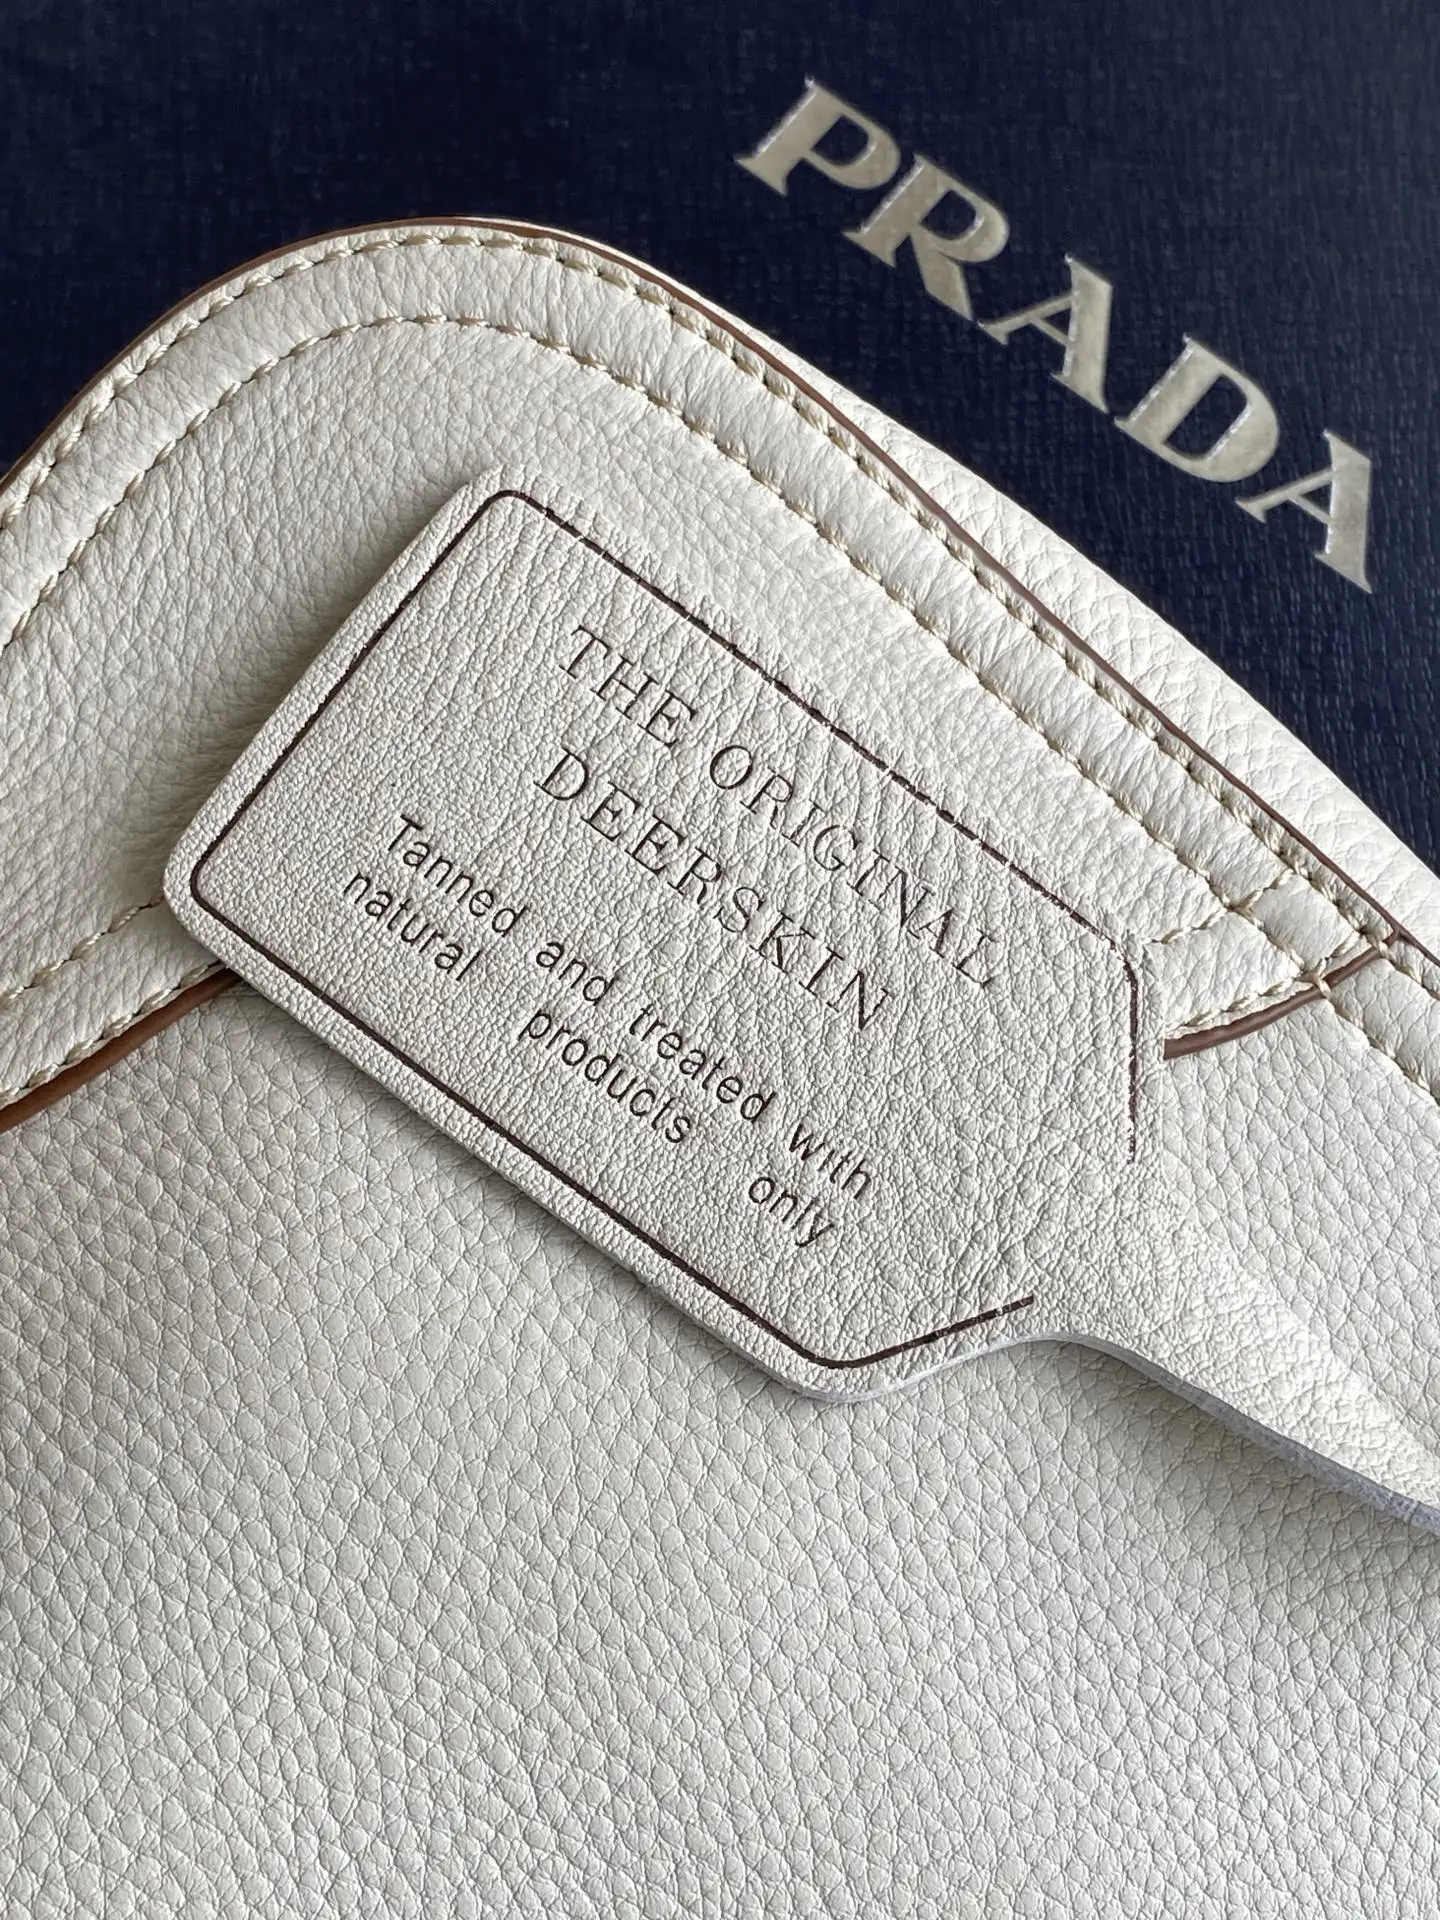 PRADA
THE ORIGINAL
DEERSKIN
Tanned and treated with
natural products only